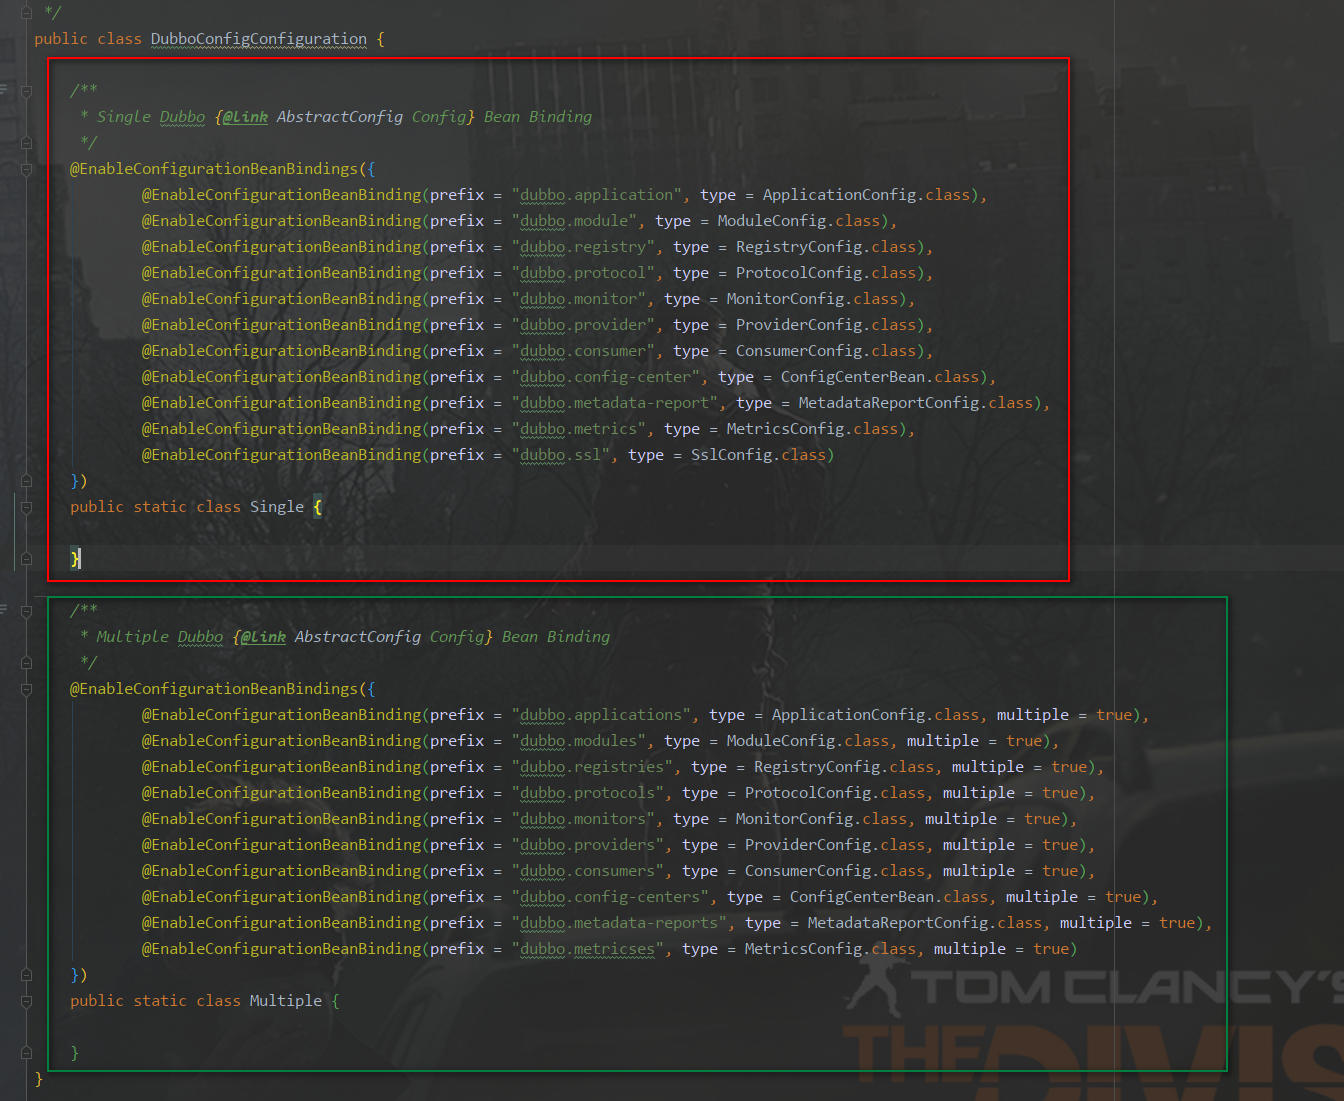 */
public class DubboConfigConfiguration {
/**
* Single Dubbo {@link AbstractConfig Config} Bean Binding
*/
@EnableConfigurationBeanBindings({
@EnableConfigurationBeanBinding(prefix = "dubbo.application", type = ApplicationConfig.class),
@EnableConfigurationBeanBinding(prefix = "dubbo.module", type = ModuleConfig.class),
@EnableConfigurationBeanBinding(prefix = "dubbo.registry", type = RegistryConfig.class),
@EnableConfigurationBeanBinding(prefix = "dubbo.protocol", type = ProtocolConfig.class),
@EnableConfigurationBeanBinding(prefix = "dubbo.monitor", type = MonitorConfig.class),
@EnableConfigurationBeanBinding(prefix = "dubbo.provider", type = ProviderConfig.class),
@EnableConfigurationBeanBinding(prefix = "dubbo.consumer", type = ConsumerConfig.class),
@EnableConfigurationBeanBinding(prefix = "dubbo.config-center", type = ConfigCenterBean.class),
@EnableConfigurationBeanBinding(prefix = "dubbo.metadata-report", type = MetadataReportConfig.class),
@EnableConfigurationBeanBinding(prefix = "dubbo.metrics", type = MetricsConfig.class),
@EnableConfigurationBeanBinding(prefix = "dubbo.ssl", type = SslConfig.class)
})
public static class Single {
}
/**
* Multiple Dubbo {@link AbstractConfig Config} Bean Binding
*/
@EnableConfigurationBeanBindings({
@EnableConfigurationBeanBinding(prefix = "dubbo.applications", type = ApplicationConfig.class, multiple = true),
@EnableConfigurationBeanBinding(prefix = "dubbo.modules", type = ModuleConfig.class, multiple = true),
@EnableConfigurationBeanBinding(prefix = "dubbo.registries", type = RegistryConfig.class, multiple = true),
@EnableConfigurationBeanBinding(prefix = "dubbo.protocols", type = ProtocolConfig.class, multiple = true),
@EnableConfigurationBeanBinding(prefix = "dubbo.monitors", type = MonitorConfig.class, multiple = true),
@EnableConfigurationBeanBinding(prefix = "dubbo.providers", type = ProviderConfig.class, multiple = true),
@EnableConfigurationBeanBinding(prefix = "dubbo.consumers", type = ConsumerConfig.class, multiple = true),
@EnableConfigurationBeanBinding(prefix = "dubbo.config-centers", type = ConfigCenterBean.class, multiple = true),
@EnableConfigurationBeanBinding(prefix = "dubbo.metadata-reports", type = MetadataReportConfig.class, multiple = true),
@EnableConfigurationBeanBinding(prefix = "dubbo.metricses", type = MetricsConfig.class, multiple = true)
})
public static class Multiple {
}
}
TOM CLANCY'S
THE DIVIS